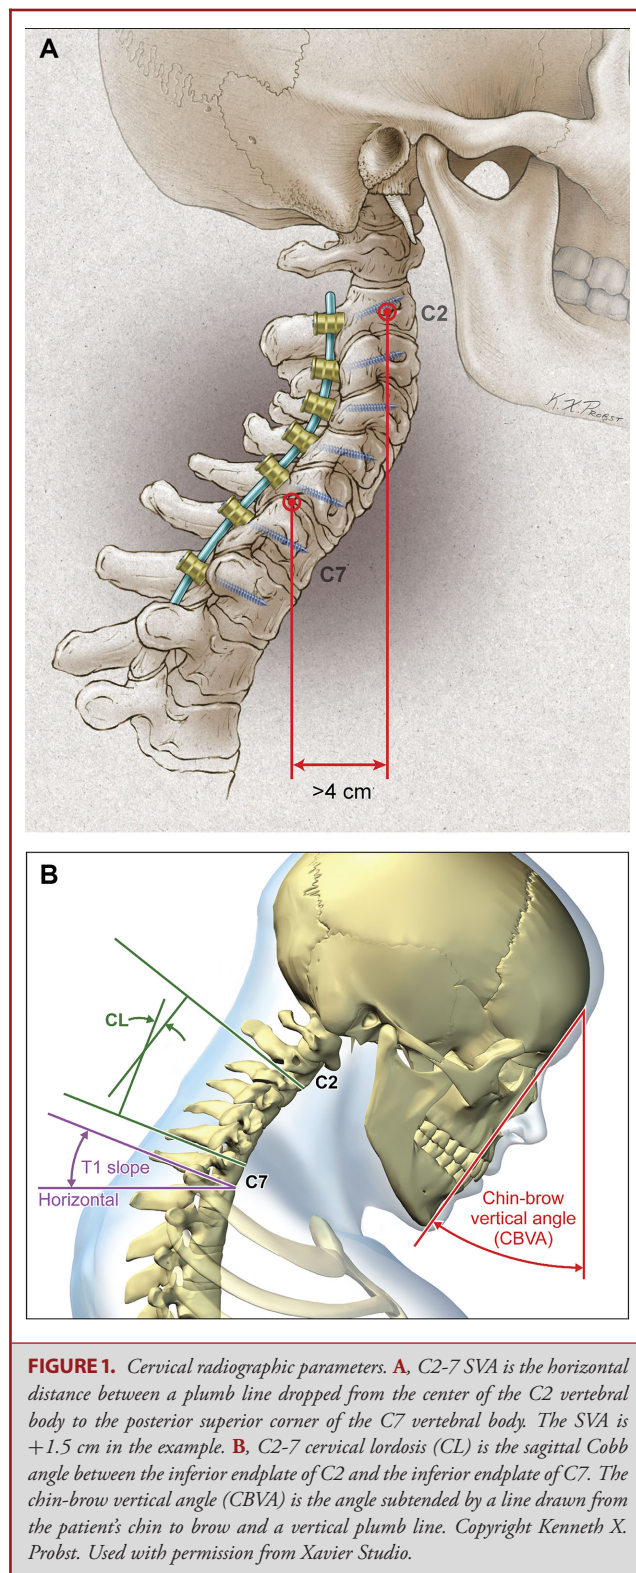 A
C2
K. X. PROBST
C7
>4 cm
B
CL
C2
T1 slope
C7
Horizontal
Chin-brow
vertical angle
(CBVA)
FIGURE 1. Cervical radiographic parameters. A, C2-7 SVA is the horizontal
distance between a plumb line dropped from the center of the C2 vertebral
body to the posterior superior corner of the C7 vertebral body. The SVA is
+1.5 cm in the example. B, C2-7 cervical lordosis (CL) is the sagittal Cobb
angle between the inferior endplate of C2 and the inferior endplate of C7. The
chin-brow vertical angle (CBVA) is the angle subtended by a line drawn from
the patient's chin to brow and a vertical plumb line. Copyright Kenneth X.
Probst. Used with permission from Xavier Studio.